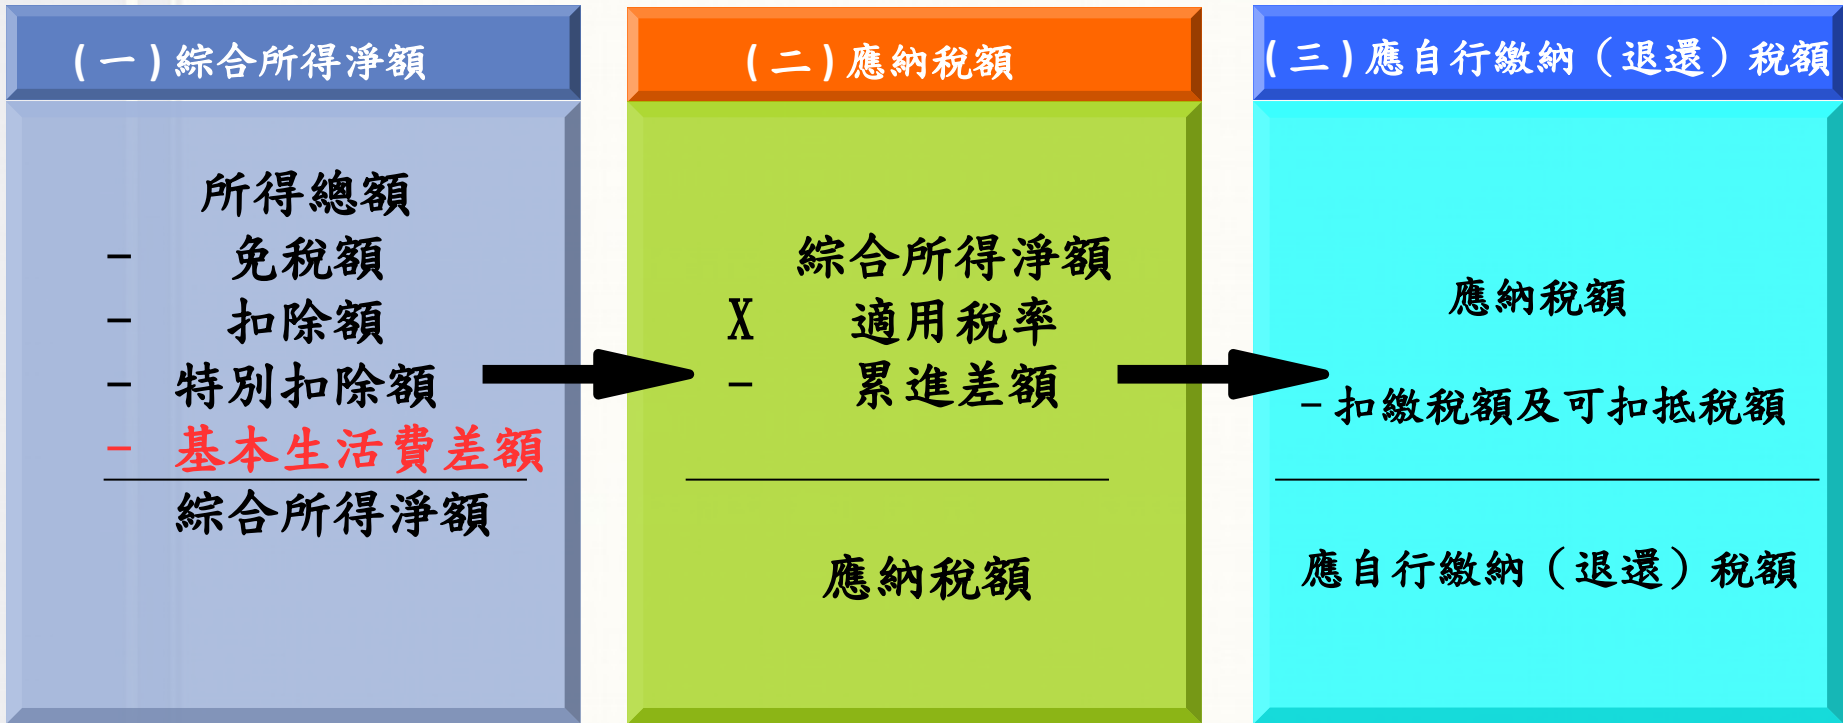 (一)綜合所得淨額
所得總額
- 免稅額
- 扣除額
- 特別扣除額
- 基本生活費差額
綜合所得淨額
(二)應納稅額
綜合所得淨額
X 適用稅率
- 累進差額
應納稅額
(三)應自行繳納（退還）稅額
應納稅額
-扣繳稅額及可扣抵稅額
應自行繳納（退還）稅額